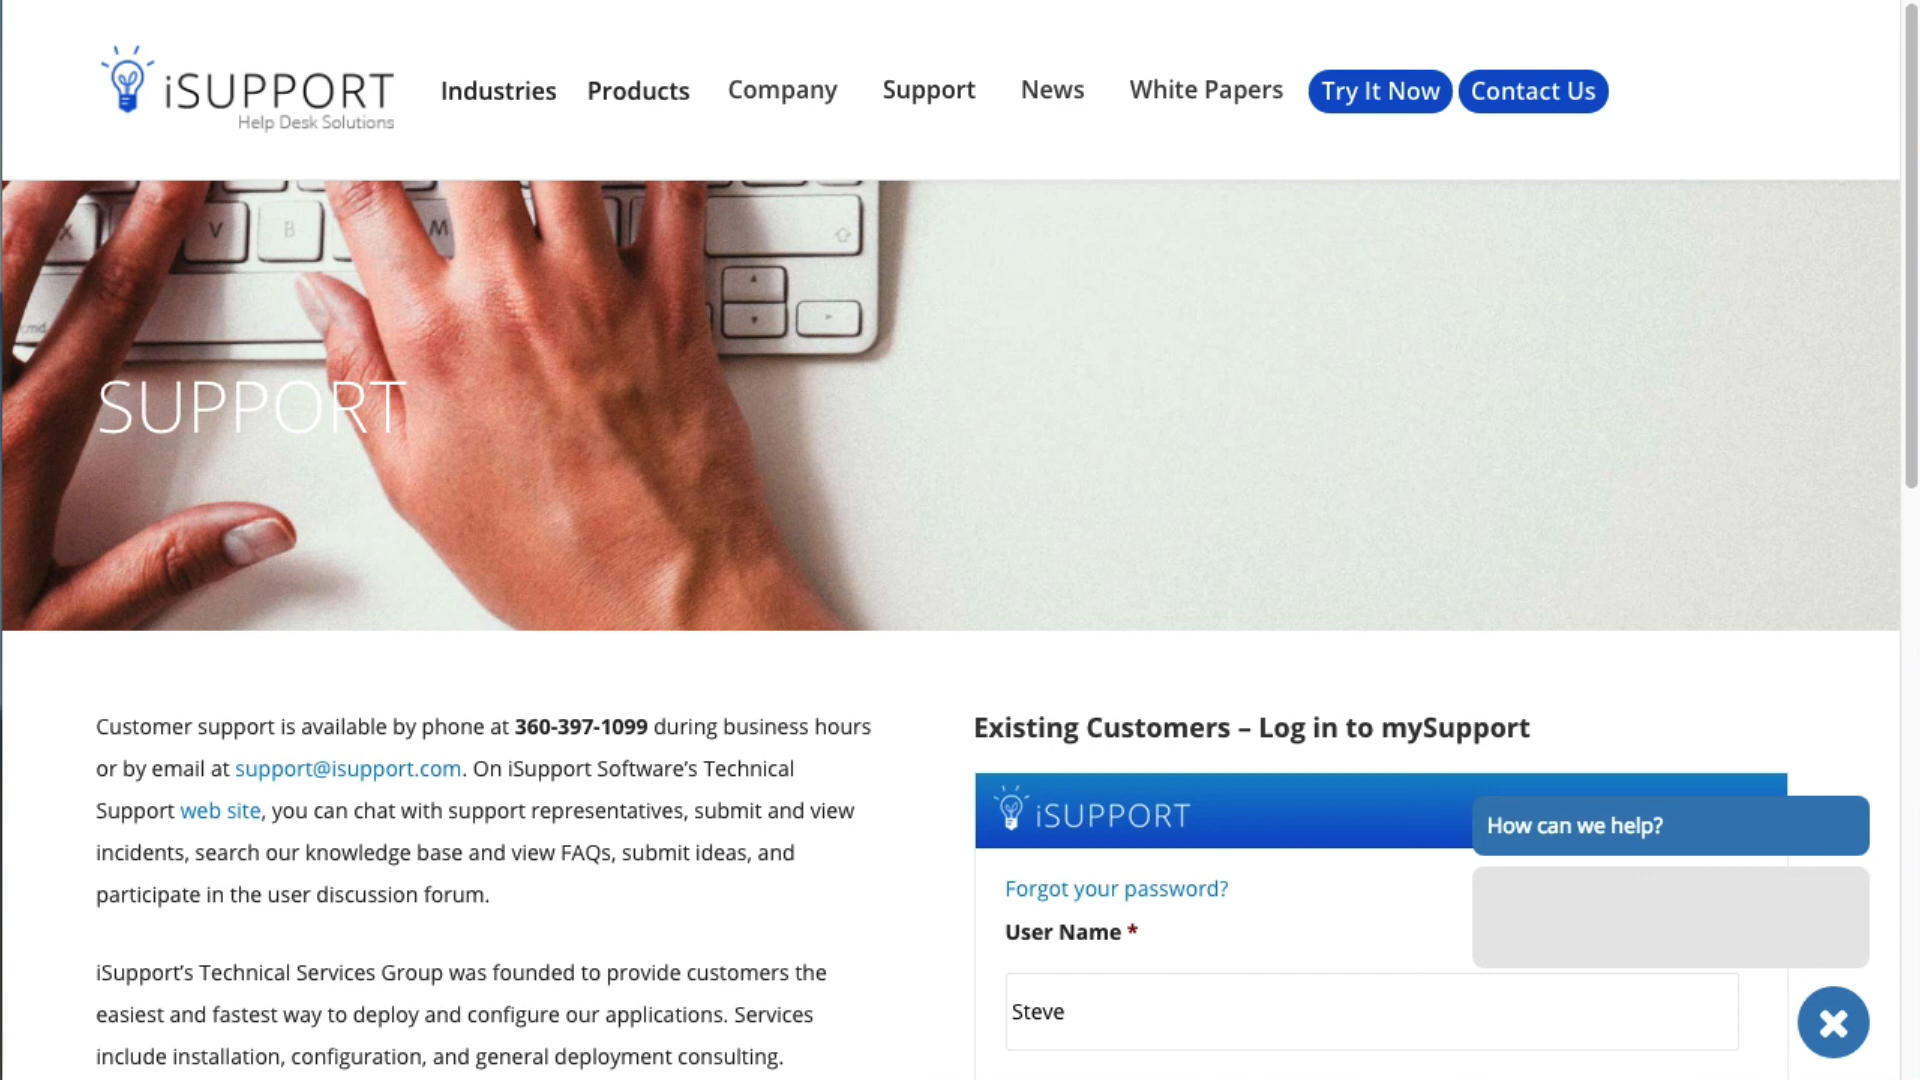 iSUPPORT
Help Desk Solutions
Industries Products Company Support News White Papers Try It Now Contact Us
X V B M
cmd
SUPPORT
Customer support is available by phone at 360-397-1099 during business hours
or by email at support@isupport.com. On iSupport Software’s Technical
Support web site, you can chat with support representatives, submit and view
incidents, search our knowledge base and view FAQs, submit ideas, and
participate in the user discussion forum.
iSupport’s Technical Services Group was founded to provide customers the
easiest and fastest way to deploy and configure our applications. Services
include installation, configuration, and general deployment consulting.
Existing Customers – Log in to mySupport
iSUPPORT
How can we help?
Forgot your password?
User Name *
Steve